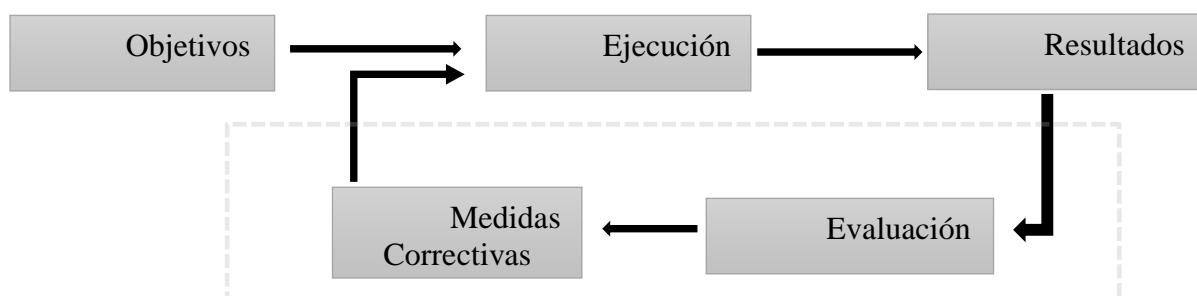 Objetivos
Ejecución
Resultados
Medidas
Correctivas
Evaluación